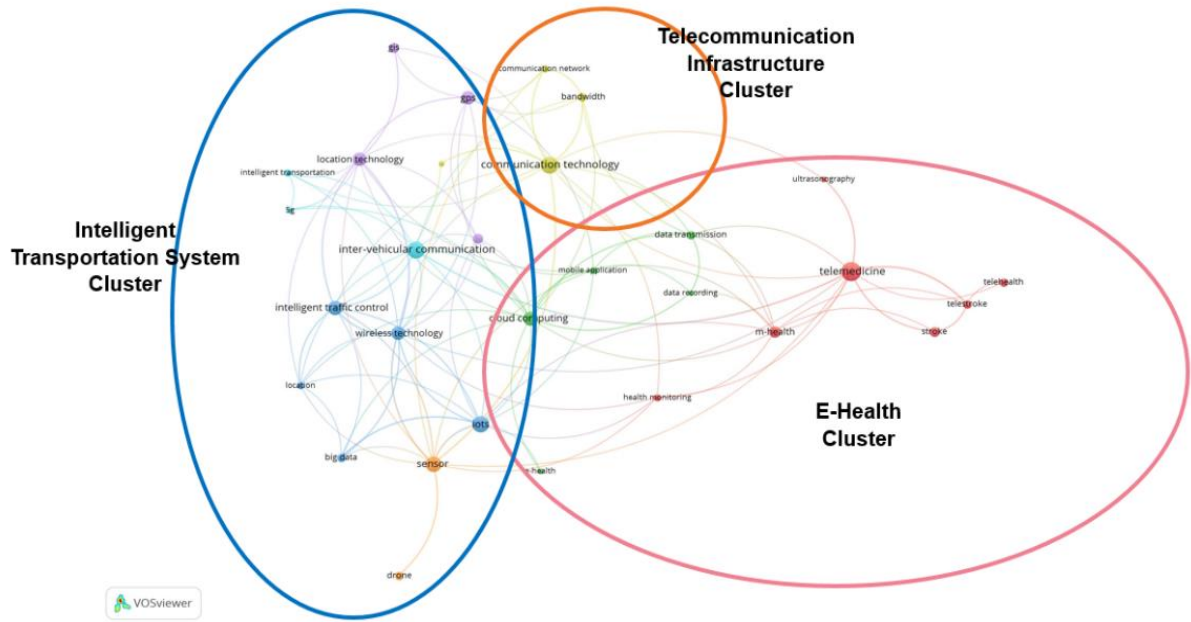 Telecommunication
Infrastructure
Cluster
gis
communication network
gps
bandwidth
location technology
communication technology
intelligent transportation
ultrasonography
5g
Intelligent
Transportation System
Cluster
inter-vehicular communication
data transmission
mobile application
telemedicine
telehealth
data recording
telestroke
intelligent traffic control
cloud computing
wireless technology
m-health
stroke
location
health monitoring
E-Health
Cluster
iots
big data
sensor
e-health
drone
VOSviewer